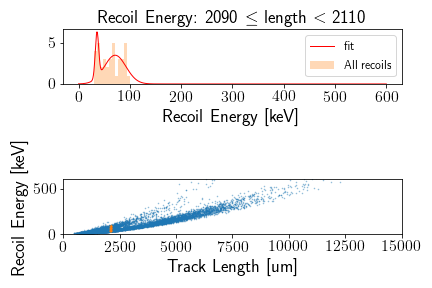 Recoil Energy: 2090 ≤ length < 2110
5
0
fit
All recoils
0 100 200 300 400 500 600
Recoil Energy [keV]
Recoil Energy [keV]
500
0
0 2500 5000 7500 10000 12500 15000
Track Length [um]